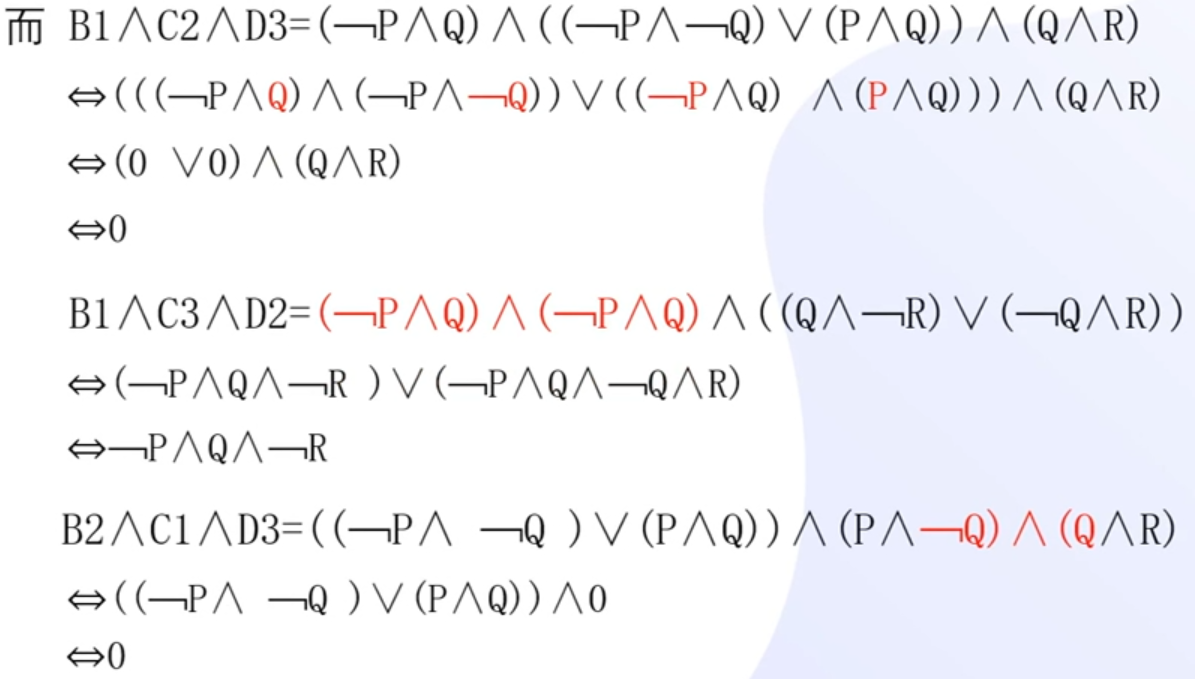 而 B1∧C2∧D3=(¬P∧Q)∧((¬P∧¬Q)∨(P∧Q))∧(Q∧R)
⇔(((¬P∧Q)∧(¬P∧¬Q))∨((¬P∧Q) ∧(P∧Q)))∧(Q∧R)
⇔(0 ∨0)∧(Q∧R)
⇔0
B1∧C3∧D2=(¬P∧Q)∧(¬P∧Q)∧((Q∧¬R)∨(¬Q∧R))
⇔(¬P∧Q∧¬R )∨(¬P∧Q∧¬Q∧R)
⇔¬P∧Q∧¬R
B2∧C1∧D3=((¬P∧ ¬Q )∨(P∧Q))∧(P∧¬Q)∧(Q∧R)
⇔((¬P∧ ¬Q )∨(P∧Q))∧0
⇔0